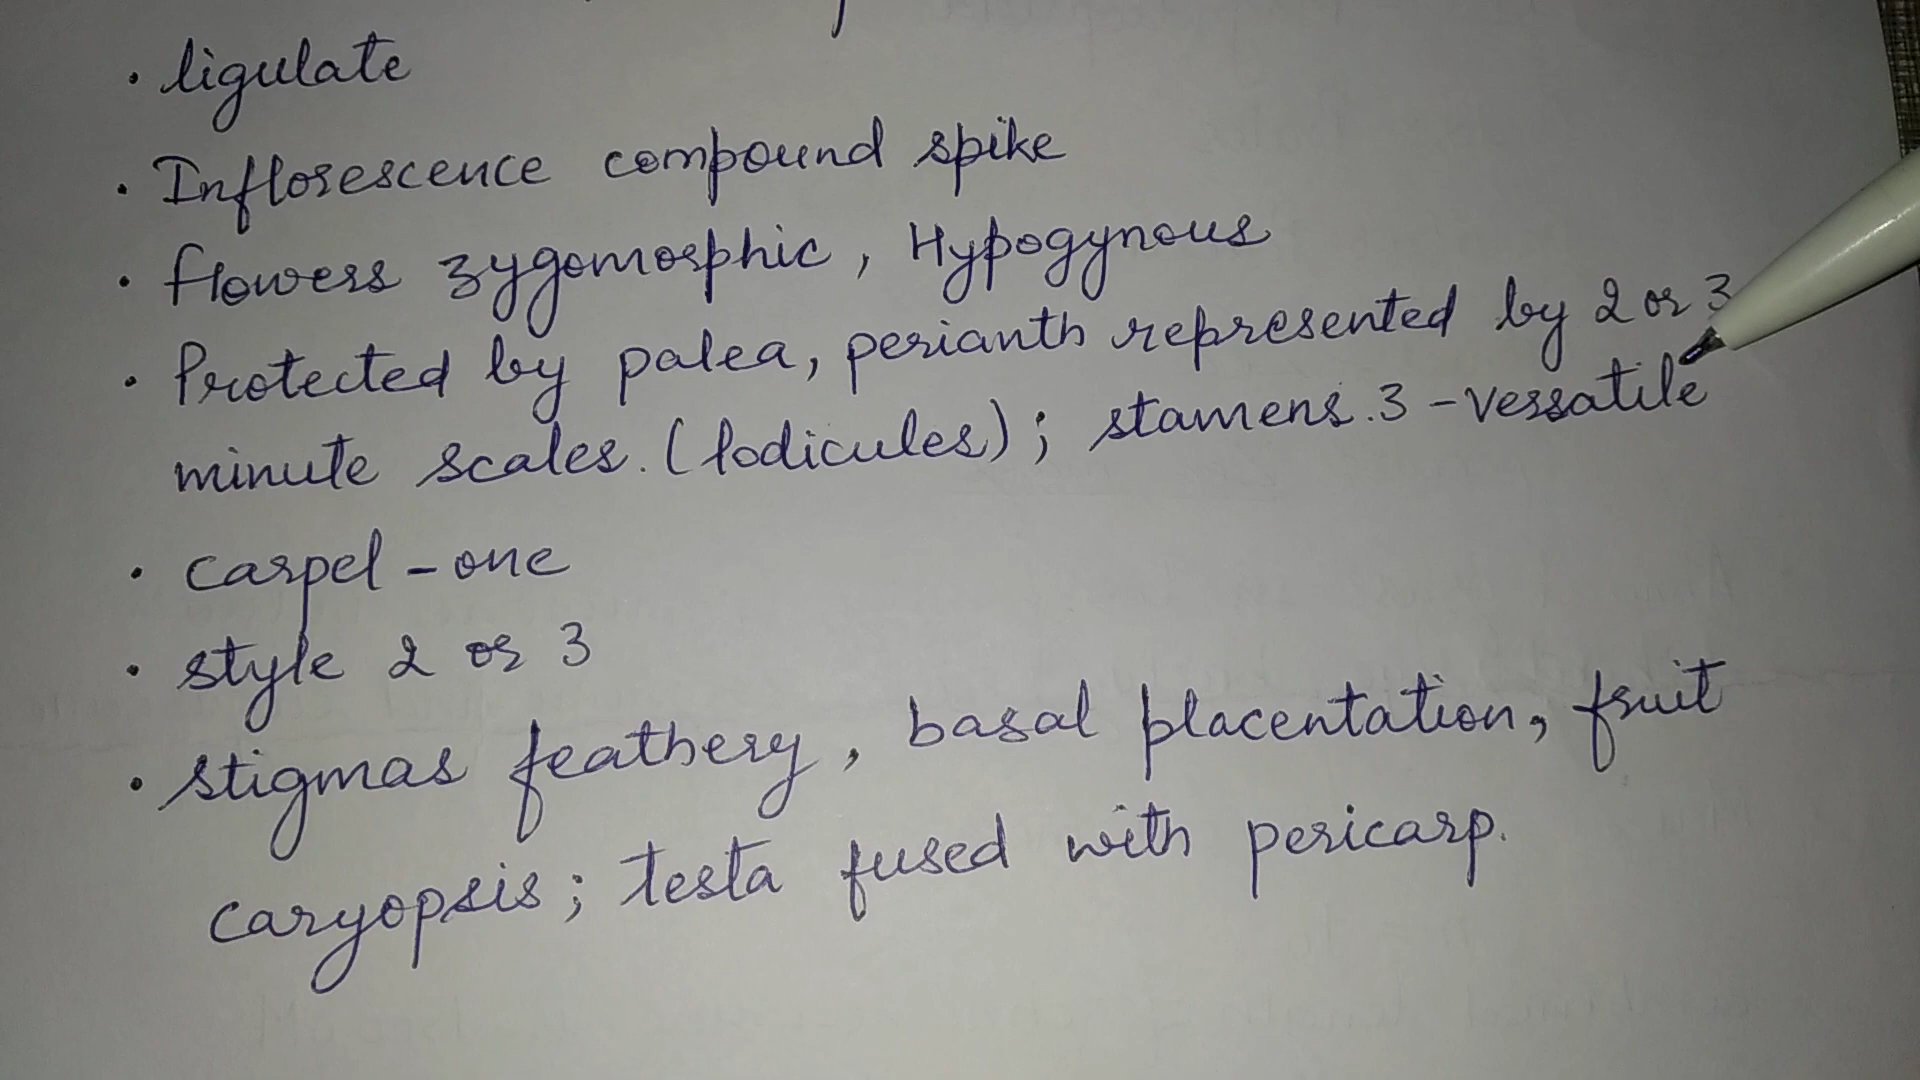 • ligulate
• Inflorescence compound spike
• flowers zygomorphic, Hypogynous
• Protected by palea, perianth represented by 2 or 3
minute scales. (lodicules); stamens. 3 - versatile
• carpel - one
• style 2 or 3
• stigmas feathery, basal placentation, fruit
caryopsis; testa fused with pericarp.